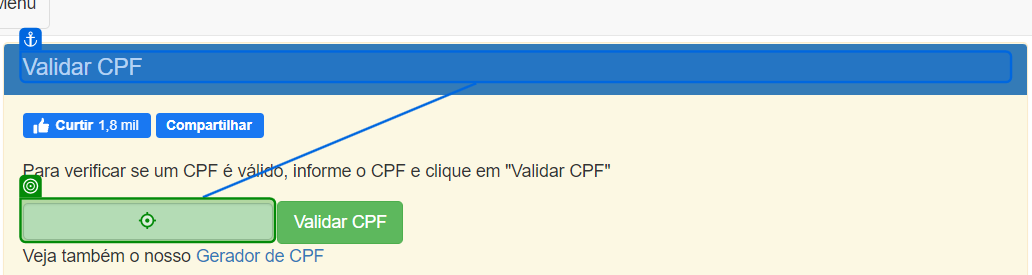 Menu
Validar CPF
Curtir 1,8 mil Compartilhar
Para verificar se um CPF é válido, informe o CPF e clique em "Validar CPF"
Validar CPF
Veja também o nosso Gerador de CPF